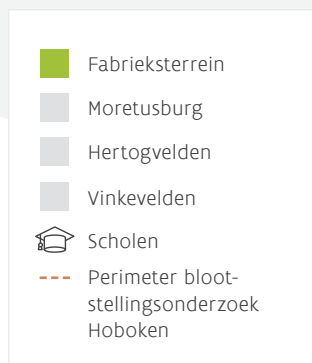 Fabrieksterrein
Moretusburg
Hertogvelden
Vinkevelden
Scholen
Perimeter bloot-
stellingsonderzoek
Hoboken